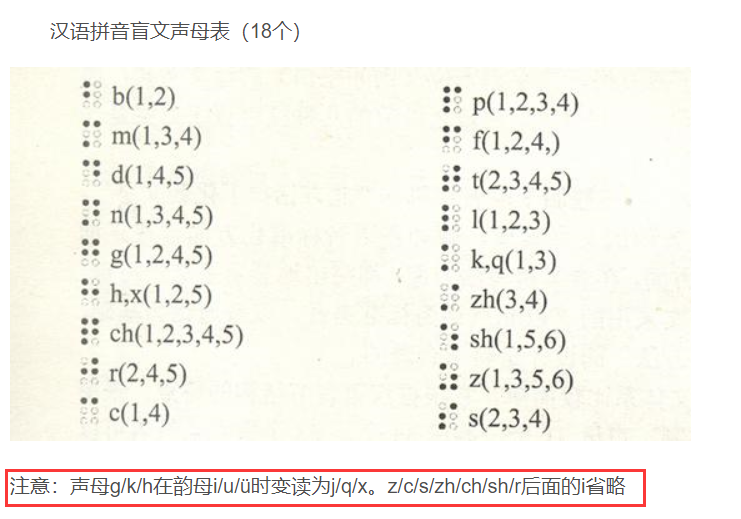 汉语拼音盲文声母表（18个）
b(1,2)
p(1,2,3,4)
m(1,3,4)
f(1,2,4,)
d(1,4,5)
t(2,3,4,5)
n(1,3,4,5)
l(1,2,3)
g(1,2,4,5)
k,q(1,3)
h,x(1,2,5)
zh(3,4)
ch(1,2,3,4,5)
sh(1,5,6)
r(2,4,5)
z(1,3,5,6)
c(1,4)
s(2,3,4)
注意：声母g/k/h在韵母i/u/ü时变读为j/q/x。z/c/s/zh/ch/sh/r后面的i省略